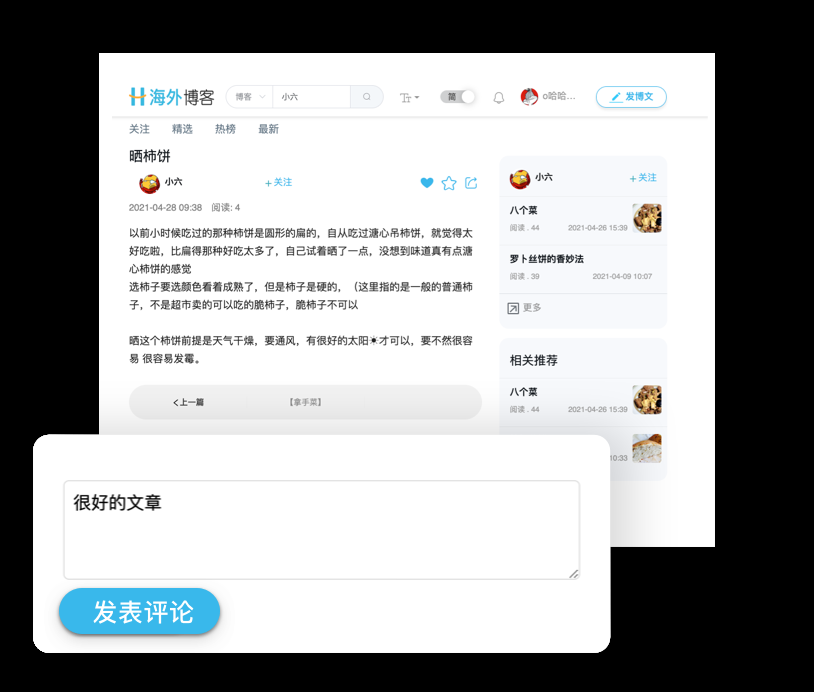 海外博客
博客
小六
简
o哈哈...
发博文
关注 精选 热榜 最新
晒柿饼
小六
+关注
2021-04-28 09:38 阅读: 4
以前小时候吃过的那种柿饼是圆形的扁的，自从吃过溏心吊柿饼，就觉得太
好吃啦，比扁得那种好吃太多了，自己试着晒了一点，没想到味道真有点溏
心柿饼的感觉
选柿子要选颜色看着成熟了，但是柿子是硬的，（这里指的是一般的普通柿
子，不是超市卖的可以吃的脆柿子，脆柿子不可以
晒这个柿饼前提是天气干燥，要通风，有很好的太阳☀才可以，要不然很容
易 很容易发霉。
<上一篇
【拿手菜】
小六
+关注
八个菜
阅读 . 44 2021-04-26 15:39
罗卜丝饼的香妙法
阅读 . 39 2021-04-09 10:07
更多
相关推荐
八个菜
阅读 . 44 2021-04-26 15:39
10:33
很好的文章
发表评论